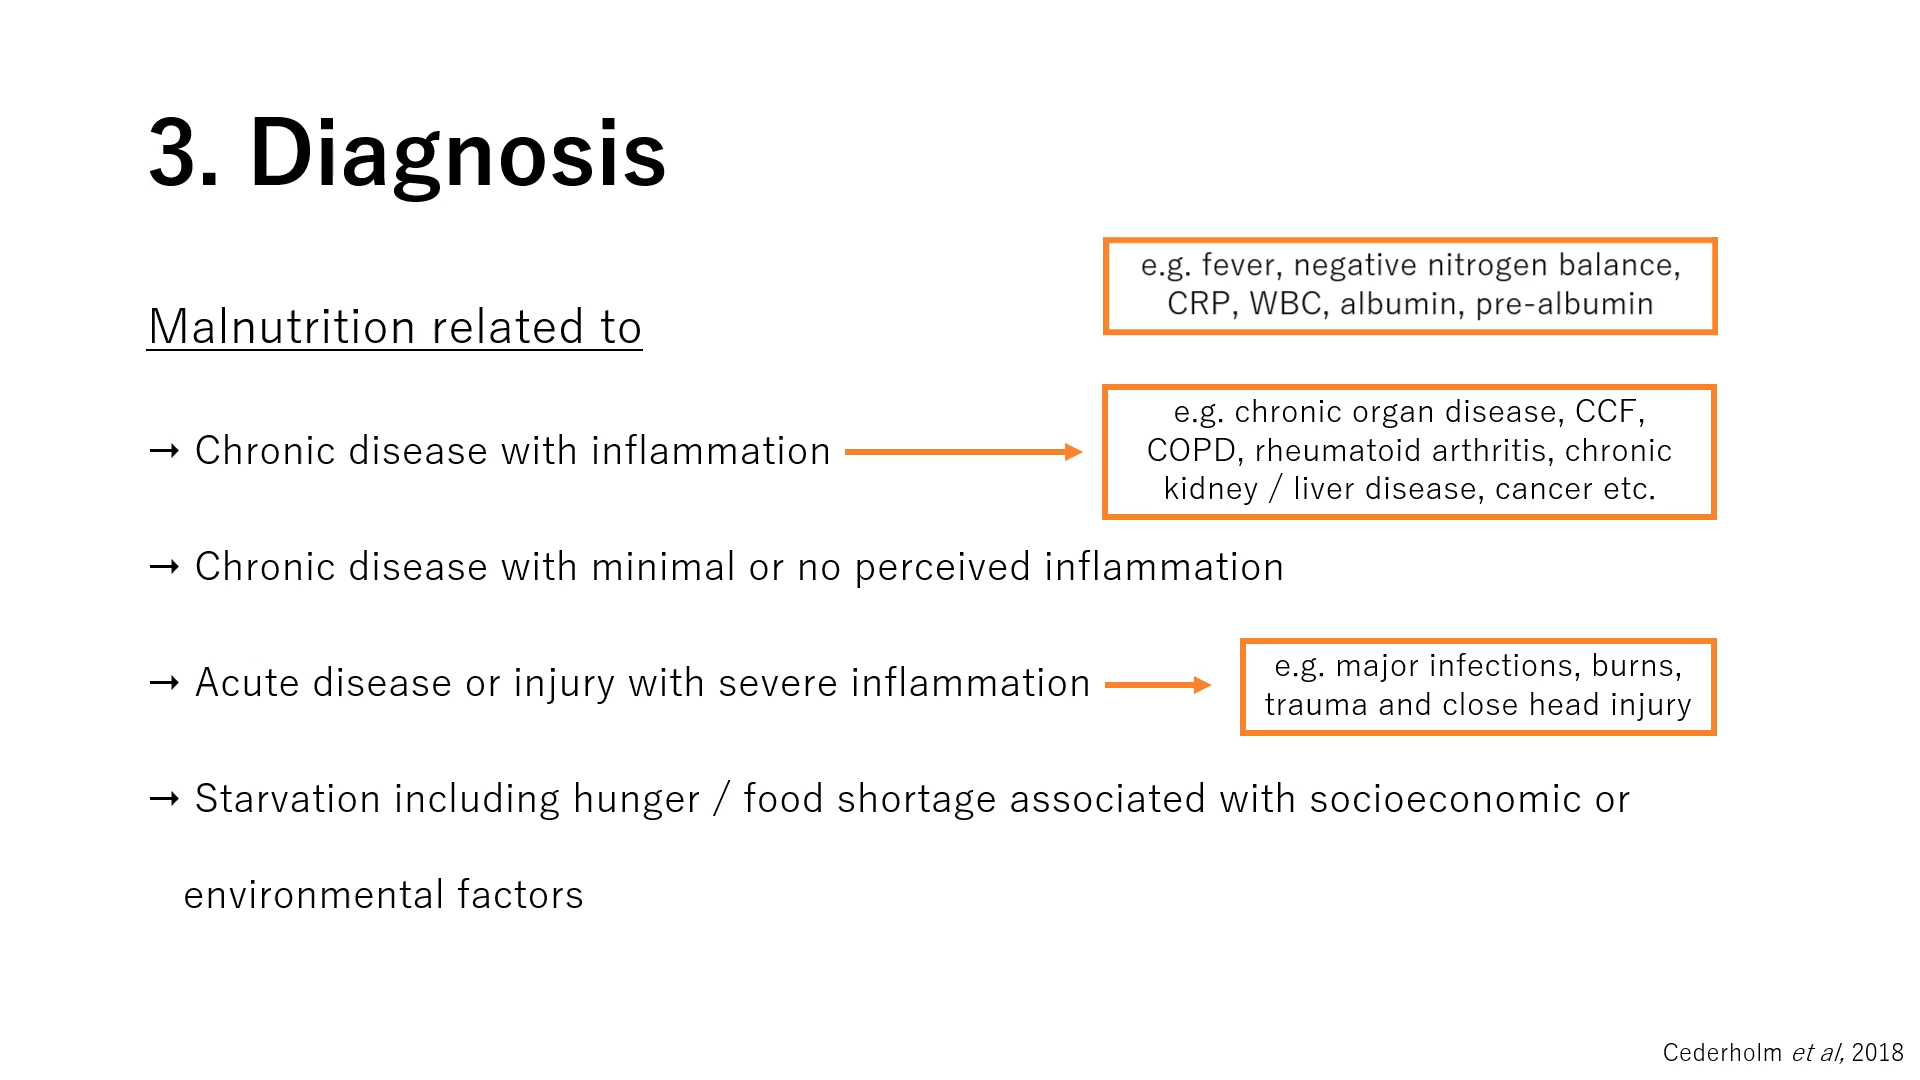 3. Diagnosis
e.g. fever, negative nitrogen balance,
CRP, WBC, albumin, pre-albumin
Malnutrition related to
→ Chronic disease with inflammation
e.g. chronic organ disease, CCF,
COPD, rheumatoid arthritis, chronic
kidney / liver disease, cancer etc.
→ Chronic disease with minimal or no perceived inflammation
→ Acute disease or injury with severe inflammation
e.g. major infections, burns,
trauma and close head injury
→ Starvation including hunger / food shortage associated with socioeconomic or
environmental factors
Cederholm et al, 2018